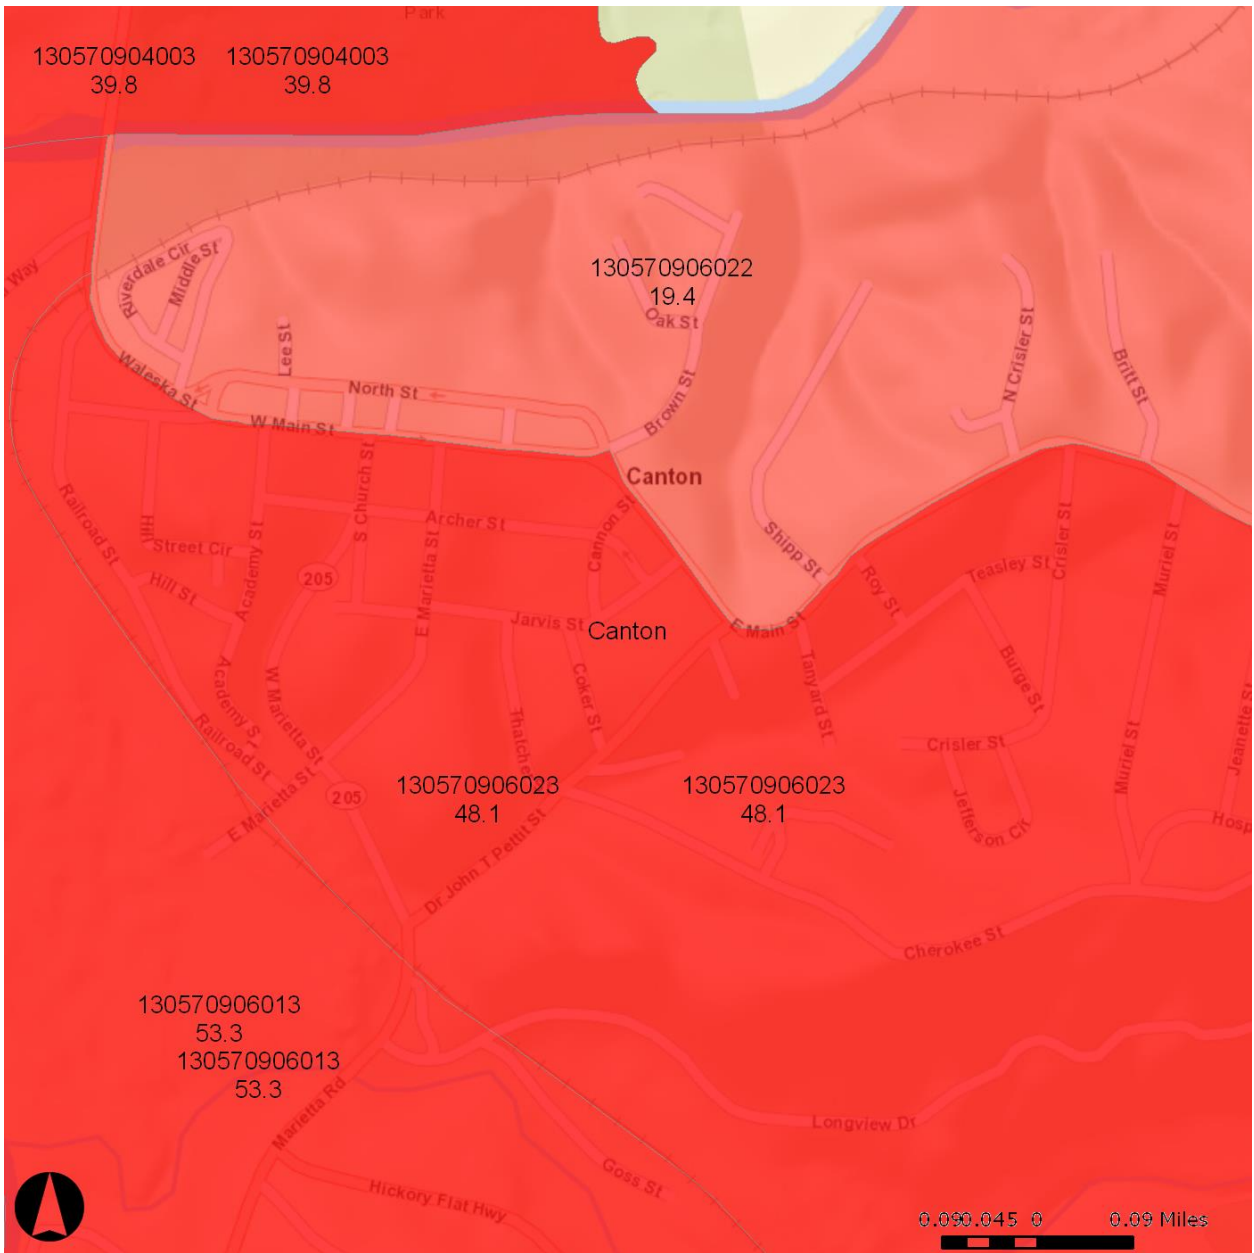 Park
130570904003
39.8
130570904003
39.8
Way
Riverdale Cir
Middle St
130570906022
19.4
Oak St
Lee St
Waleska St
North St
W Main St
Brown St
N Crisler St
Britt St
Canton
Railroad St
Hill
Street Cir
Hill St
Academy St
205
S Church St
Archer St
E Marietta St
Cannon St
Shipp St
Roy St
Teasley St
Crisler St
Muriel St
Jarvis St
Canton
E Main St
Academy St
W Marietta St
Railroad St
Thatcher
Coker St
Tanyard St
Burge St
Crisler St
Jeanette St
Muriel St
130570906023
48.1
130570906023
48.1
205
E Marietta St
Dr John T Pettit St
Jefferson Cir
Hosp
Cherokee St
130570906013
53.3
130570906013
53.3
Marietta Rd
Longview Dr
Goss St
Hickory Flat Hwy
0.09 0.045 0 0.09 Miles